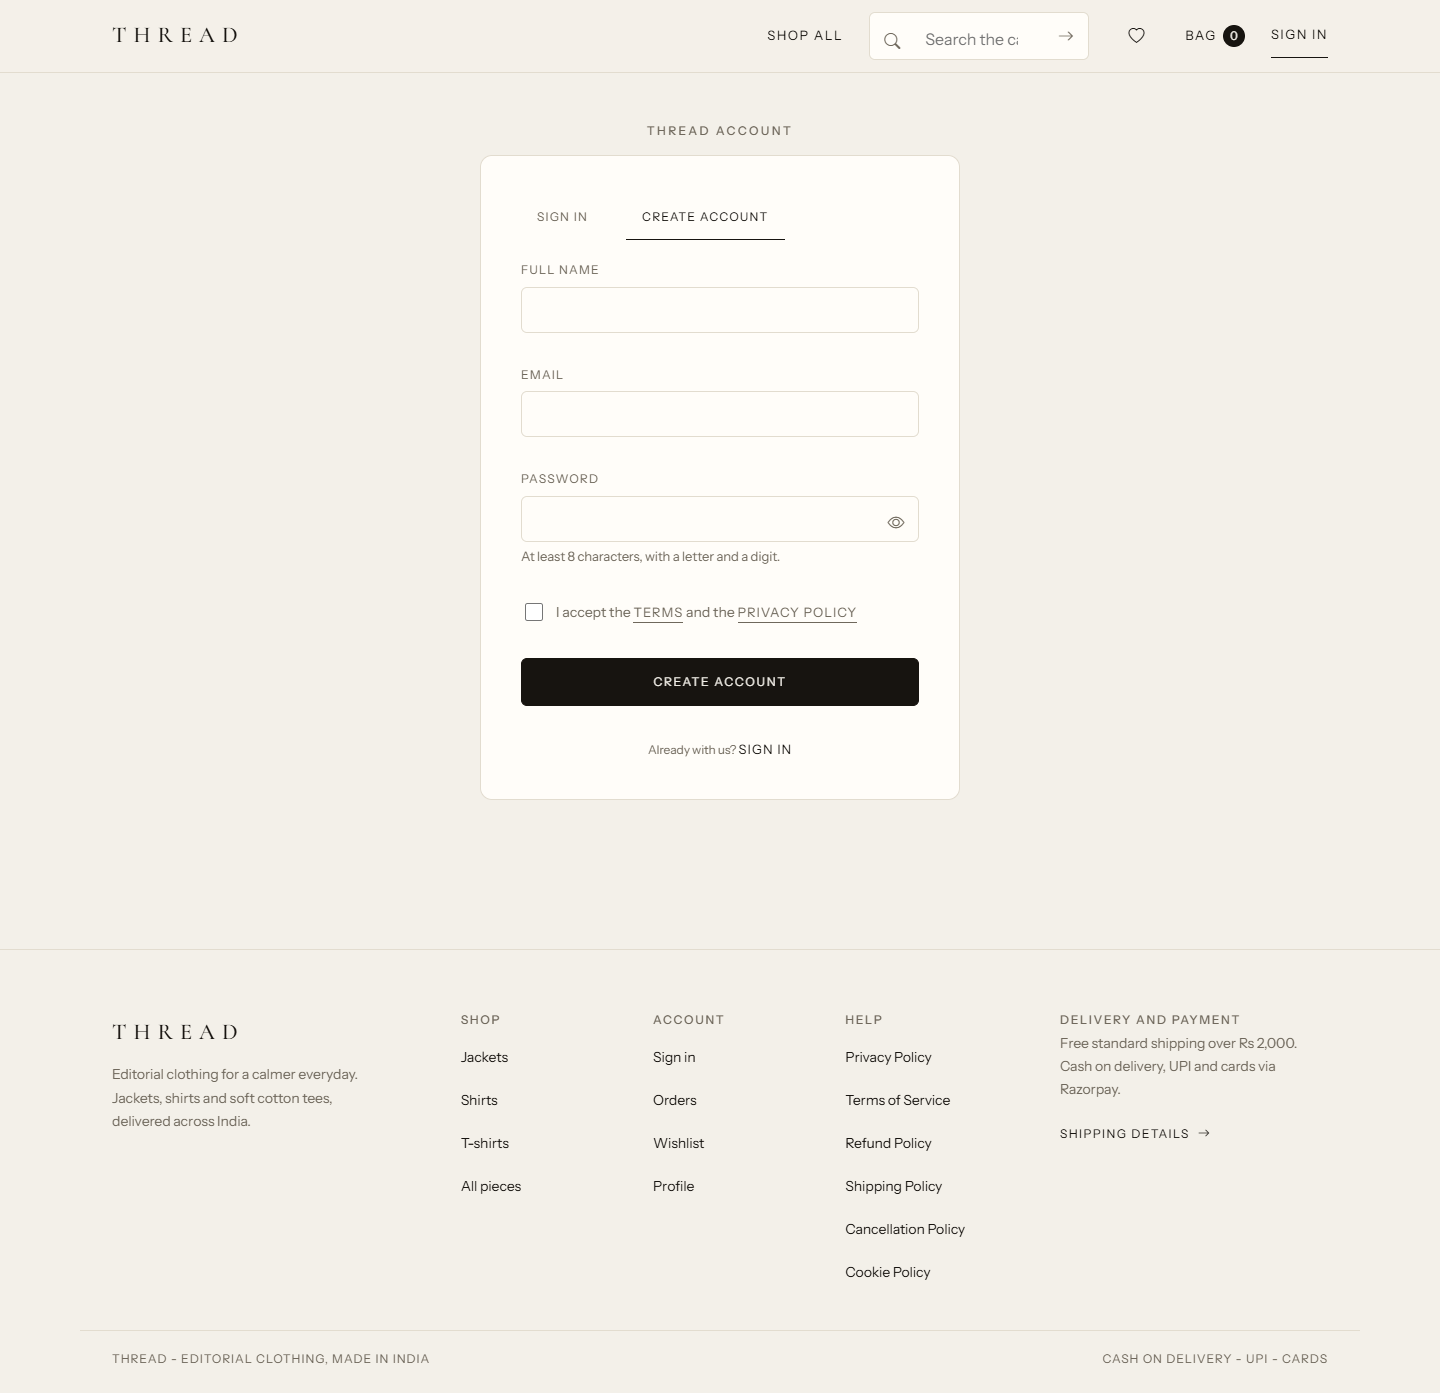 THREAD
SHOP ALL
Search the ca
BAG 0
SIGN IN
THREAD ACCOUNT
SIGN IN
CREATE ACCOUNT
FULL NAME
EMAIL
PASSWORD
At least 8 characters, with a letter and a digit.
I accept the TERMS and the PRIVACY POLICY
CREATE ACCOUNT
Already with us? SIGN IN
THREAD
Editorial clothing for a calmer everyday.
Jackets, shirts and soft cotton tees,
delivered across India.
SHOP
Jackets
Shirts
T-shirts
All pieces
ACCOUNT
Sign in
Orders
Wishlist
Profile
HELP
Privacy Policy
Terms of Service
Refund Policy
Shipping Policy
Cancellation Policy
Cookie Policy
DELIVERY AND PAYMENT
Free standard shipping over Rs 2,000.
Cash on delivery, UPI and cards via
Razorpay.
SHIPPING DETAILS →
THREAD - EDITORIAL CLOTHING, MADE IN INDIA
CASH ON DELIVERY - UPI - CARDS